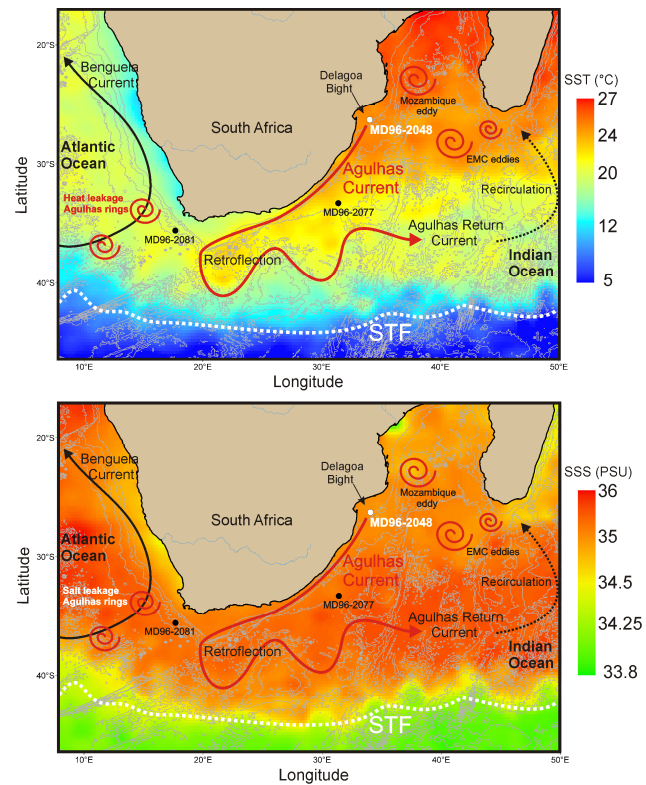 20°S
Benguela
Current
Delagoa
Bight
Mozambique
eddy
SST (°C)
27
24
20
12
5
South Africa
MD96-2048
EMC eddies
Atlantic
Ocean
30°S
Latitude
Agulhas
Current
Recirculation
Heat leakage
Agulhas rings
MD96-2077
MD96-2081
Agulhas Return
Current
Retroflection
Indian
Ocean
40°S
STF
10°E
20°E
30°E
40°E
50°E
Longitude
20°S
Benguela
Current
Delagoa
Bight
Mozambique
eddy
SSS (PSU)
36
35
34.5
34.25
33.8
South Africa
MD96-2048
EMC eddies
Atlantic
Ocean
30°S
Latitude
Agulhas
Current
Recirculation
Salt leakage
Agulhas rings
MD96-2077
MD96-2081
Agulhas Return
Current
Retroflection
Indian
Ocean
40°S
STF
10°E
20°E
30°E
40°E
50°E
Longitude